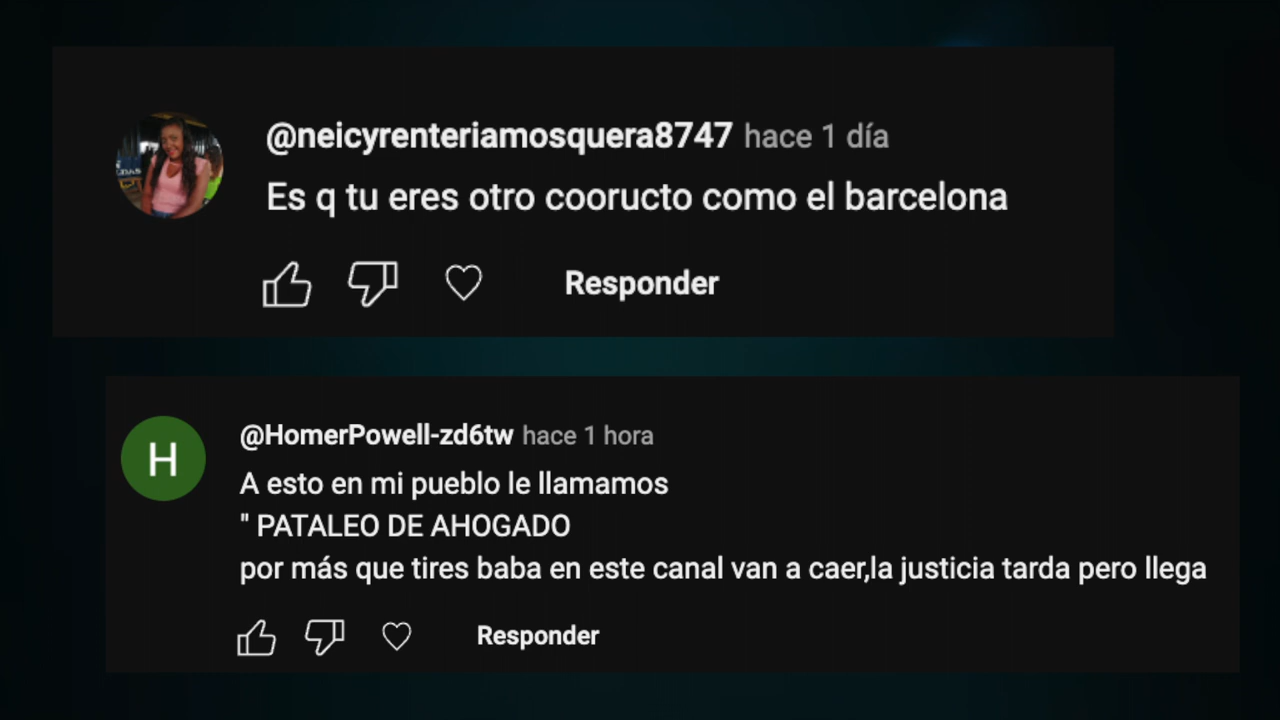 @neicyrenteriamosquera8747 hace 1 día
Es q tu eres otro cooructo como el barcelona
Responder
H
@HomerPowell-zd6tw hace 1 hora
A esto en mi pueblo le llamamos
" PATALEO DE AHOGADO
por más que tires baba en este canal van a caer,la justicia tarda pero llega
Responder